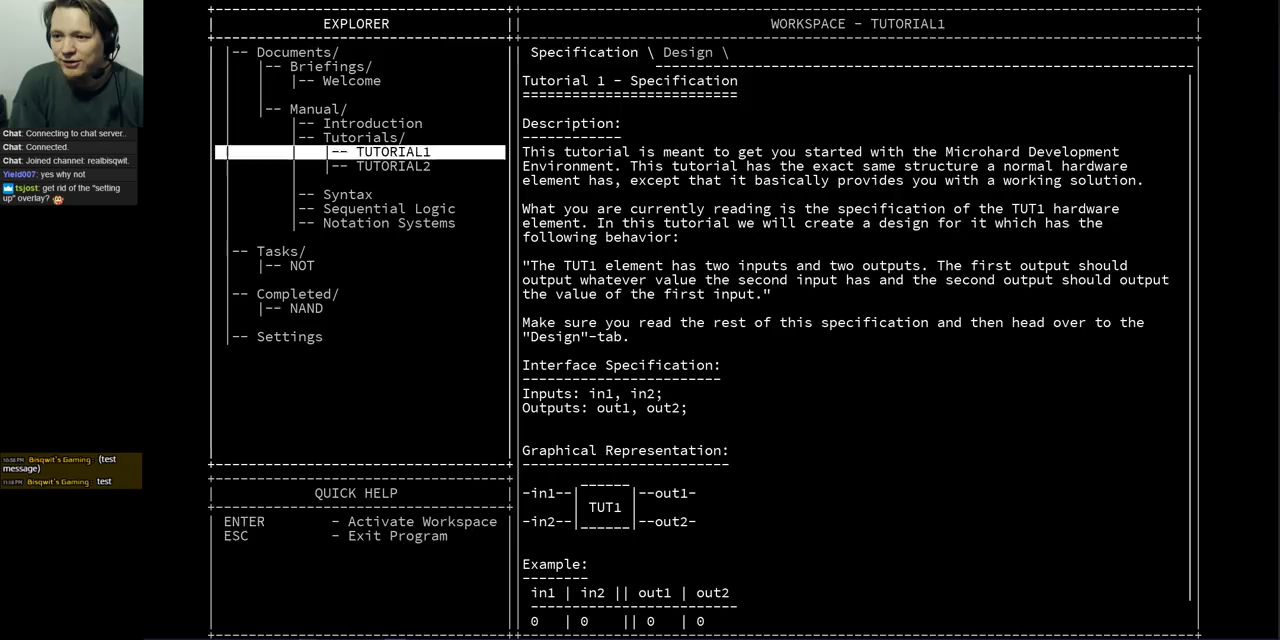 EXPLORER
|-- Documents/
|-- Briefings/
|-- Welcome
|-- Manual/
|-- Introduction
|-- Tutorials/
|-- TUTORIAL1
|-- TUTORIAL2
|-- Syntax
|-- Sequential Logic
|-- Notation Systems
|-- Tasks/
|-- NOT
|-- Completed/
|-- NAND
|-- Settings
QUICK HELP
ENTER - Activate Workspace
ESC - Exit Program
WORKSPACE - TUTORIAL1
Specification \ Design \
Tutorial 1 - Specification
==========================
Description:
------------
This tutorial is meant to get you started with the Microhard Development
Environment. This tutorial has the exact same structure a normal hardware
element has, except that it basically provides you with a working solution.
What you are currently reading is the specification of the TUT1 hardware
element. In this tutorial we will create a design for it which has the
following behavior:
"The TUT1 element has two inputs and two outputs. The first output should
output whatever value the second input has and the second output should output
the value of the first input."
Make sure you read the rest of this specification and then head over to the
"Design"-tab.
Interface Specification:
------------------------
Inputs: in1, in2;
Outputs: out1, out2;
Graphical Representation:
-------------------------
-in1--| |--out1-
| TUT1 |
-in2--|______|--out2-
Example:
--------
in1 | in2 || out1 | out2
-------------------------
0 | 0 || 0 | 0
Chat: Connecting to chat server..
Chat: Connected.
Chat: Joined channel: realbisqwit.
Yield007: yes why not
tsjost: get rid of the "setting
up" overlay?
10:58 PM Bisqwit's Gaming: (test
message)
11:18 PM Bisqwit's Gaming: test